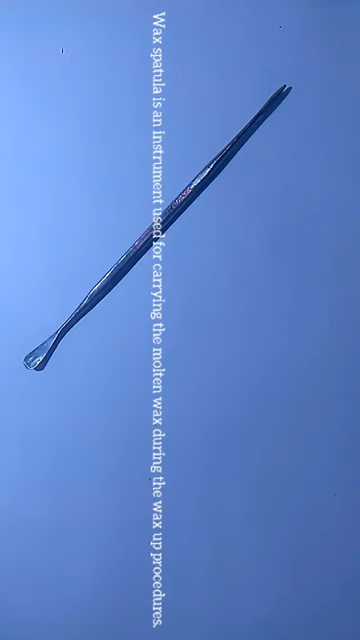 Wax spatula is an instrument used for carrying the molten wax during the wax up procedures.